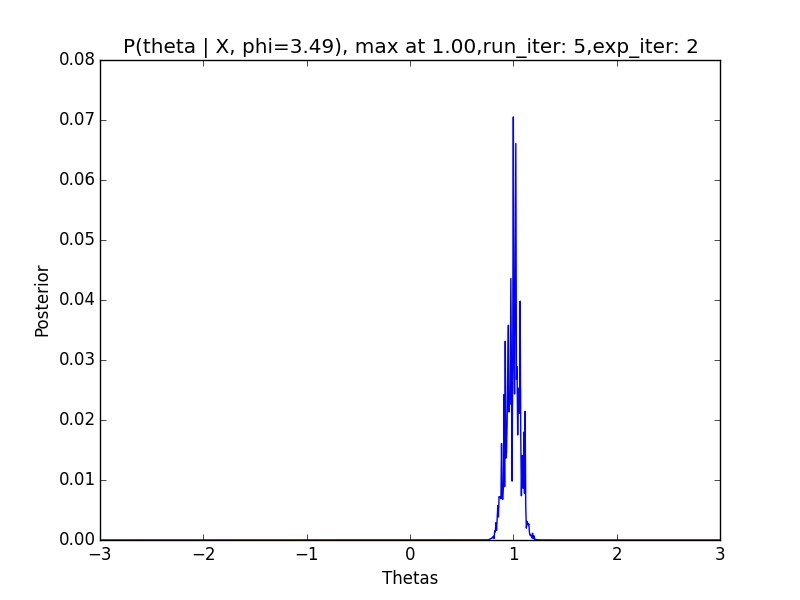 P(theta | X, phi=3.49), max at 1.00,run_iter: 5,exp_iter: 2
0.08
0.07
0.06
0.05
0.04
0.03
0.02
0.01
0.00
Posterior
−3 −2 −1 0 1 2 3
Thetas